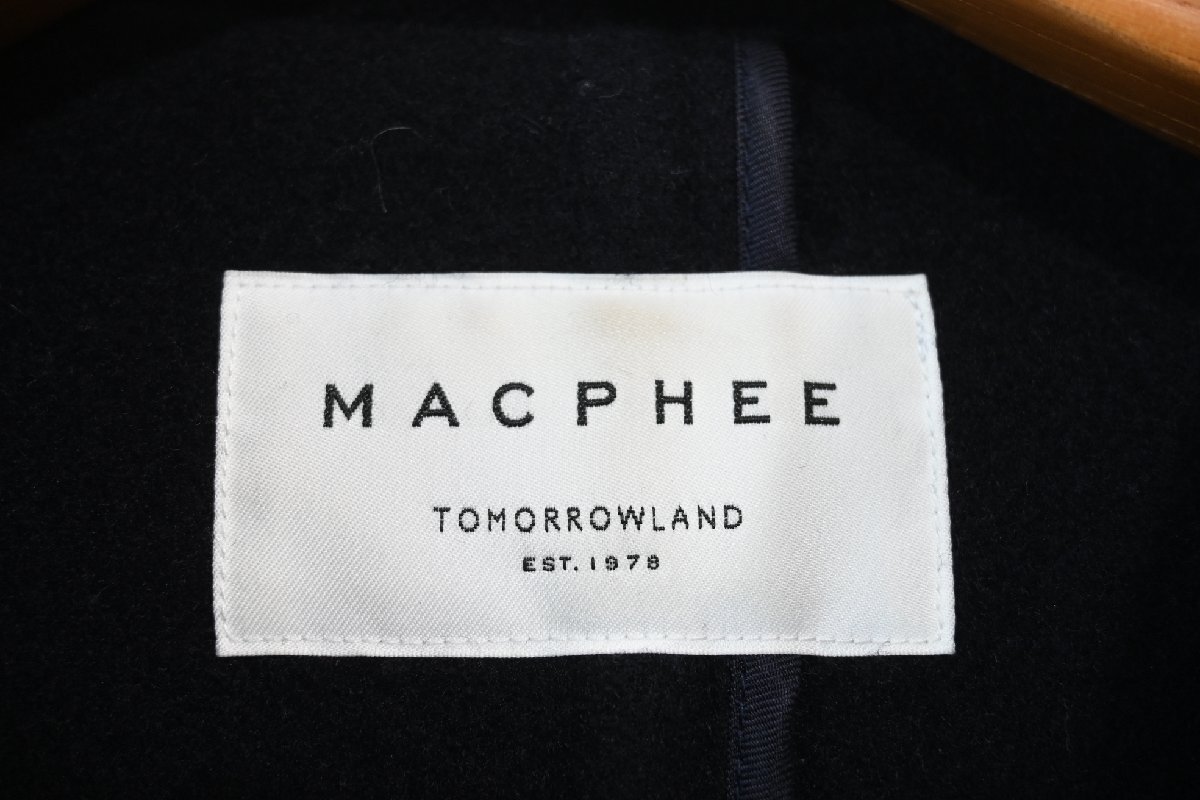 MACPHEE
TOMORROWLAND
EST. 1978